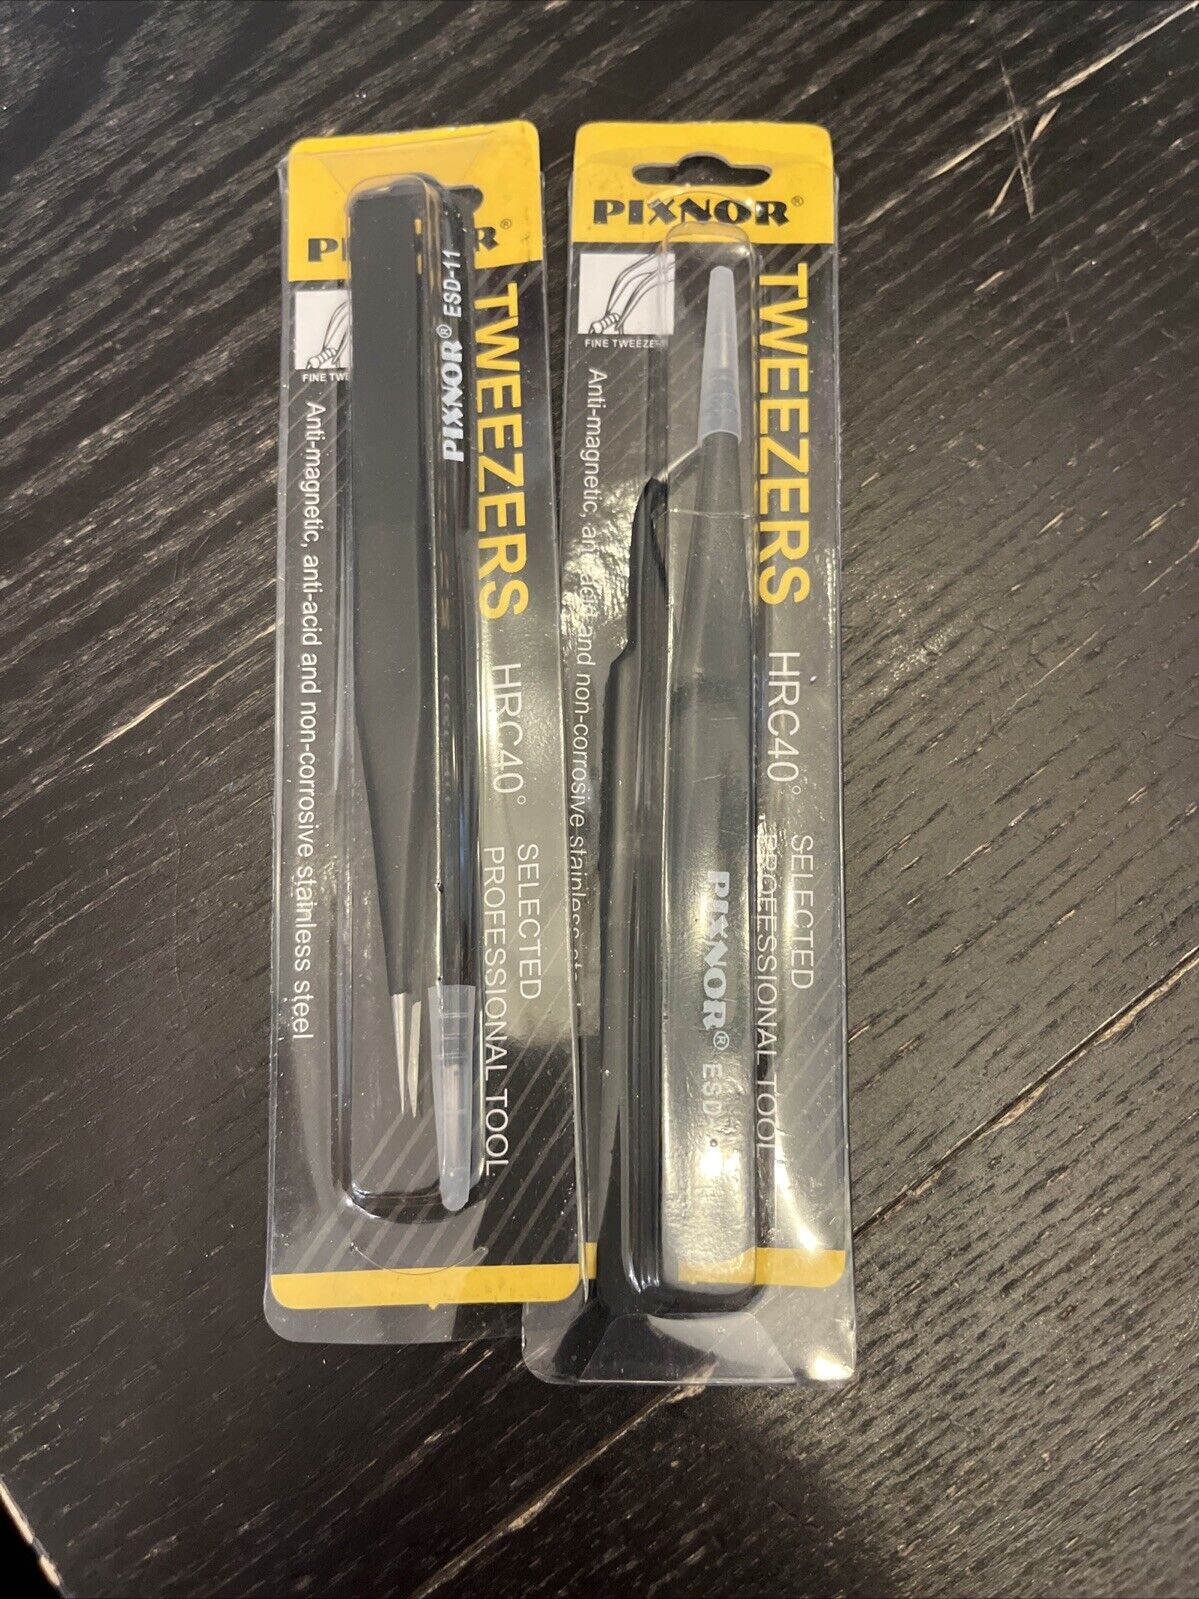 PIXNOR®
FINE
TWEEZERS
HRC40°
SELECTED
PROFESSIONAL TOOL
Anti-magnetic, anti-acid and non-corrosive stainless steel
PIXNOR® ESD-11
PIXNOR®
FINE TWEEZER
TWEEZERS
HRC40°
SELECTED
PROFESSIONAL TOOL
Anti-magnetic, and non-corrosive stainless
PIXNOR® ESD